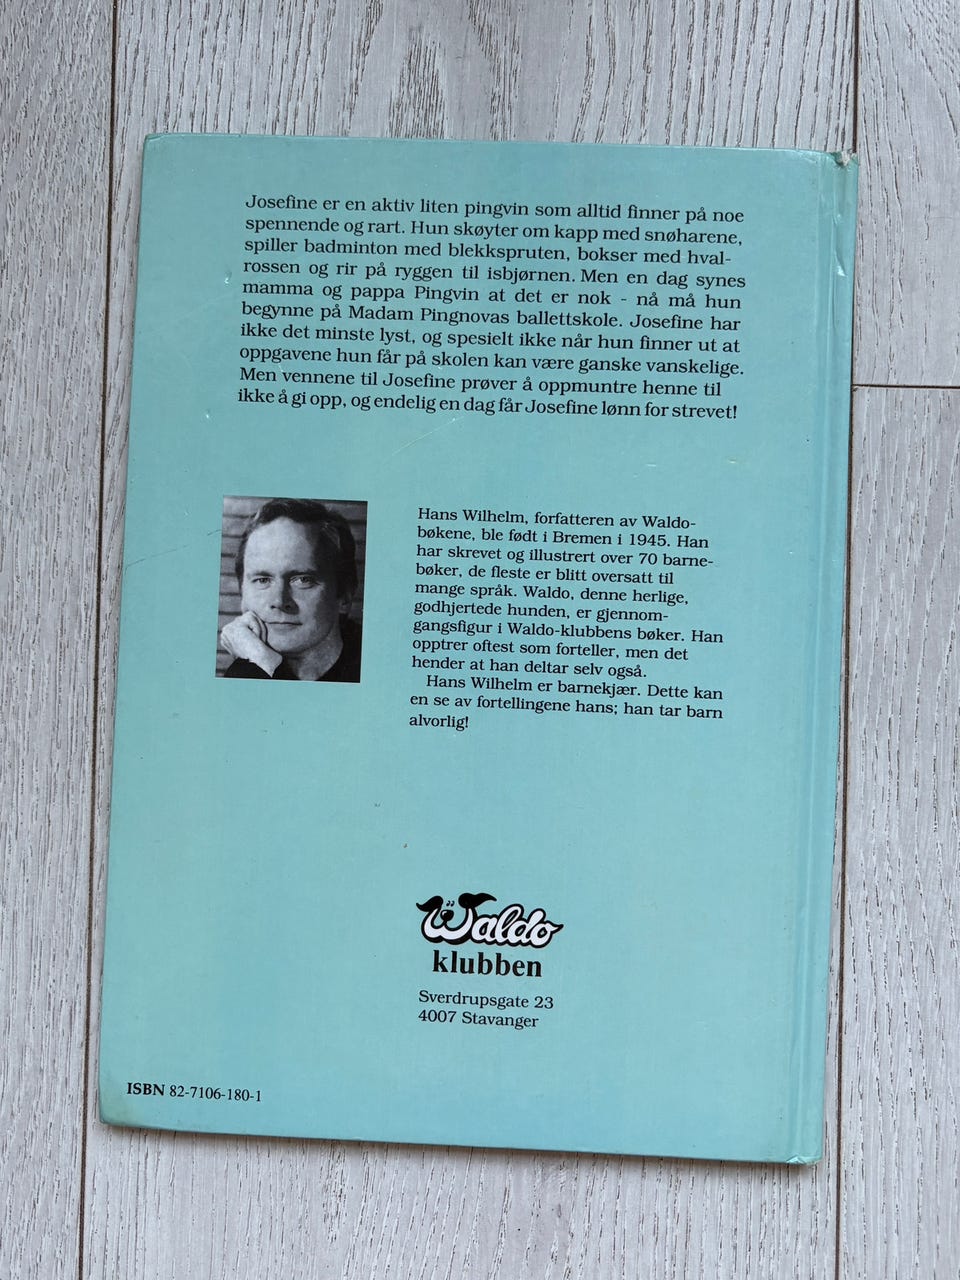 Josefine er en aktiv liten pingvin som alltid finner på noe
spennende og rart. Hun skøyter om kapp med snøharene,
spiller badminton med blekkspruten, bokser med hval-
rossen og rir på ryggen til isbjørnen. Men en dag synes
mamma og pappa Pingvin at det er nok - nå må hun
begynne på Madam Pingnovas ballettskole. Josefine har
ikke det minste lyst, og spesielt ikke når hun finner ut at
oppgavene hun får på skolen kan være ganske vanskelige.
Men vennene til Josefine prøver å oppmuntre henne til
ikke å gi opp, og endelig en dag får Josefine lønn for strevet!
Hans Wilhelm, forfatteren av Waldo-
bøkene, ble født i Bremen i 1945. Han
har skrevet og illustrert over 70 barne-
bøker, de fleste er blitt oversatt til
mange språk. Waldo, denne herlige,
godhjertede hunden, er gjennom-
gangsfigur i Waldo-klubbens bøker. Han
opptrer oftest som forteller, men det
hender at han deltar selv også.
Hans Wilhelm er barnekjær. Dette kan
en se av fortellingene hans; han tar barn
alvorlig!
Waldo
klubben
Sverdrupsgate 23
4007 Stavanger
ISBN 82-7106-180-1